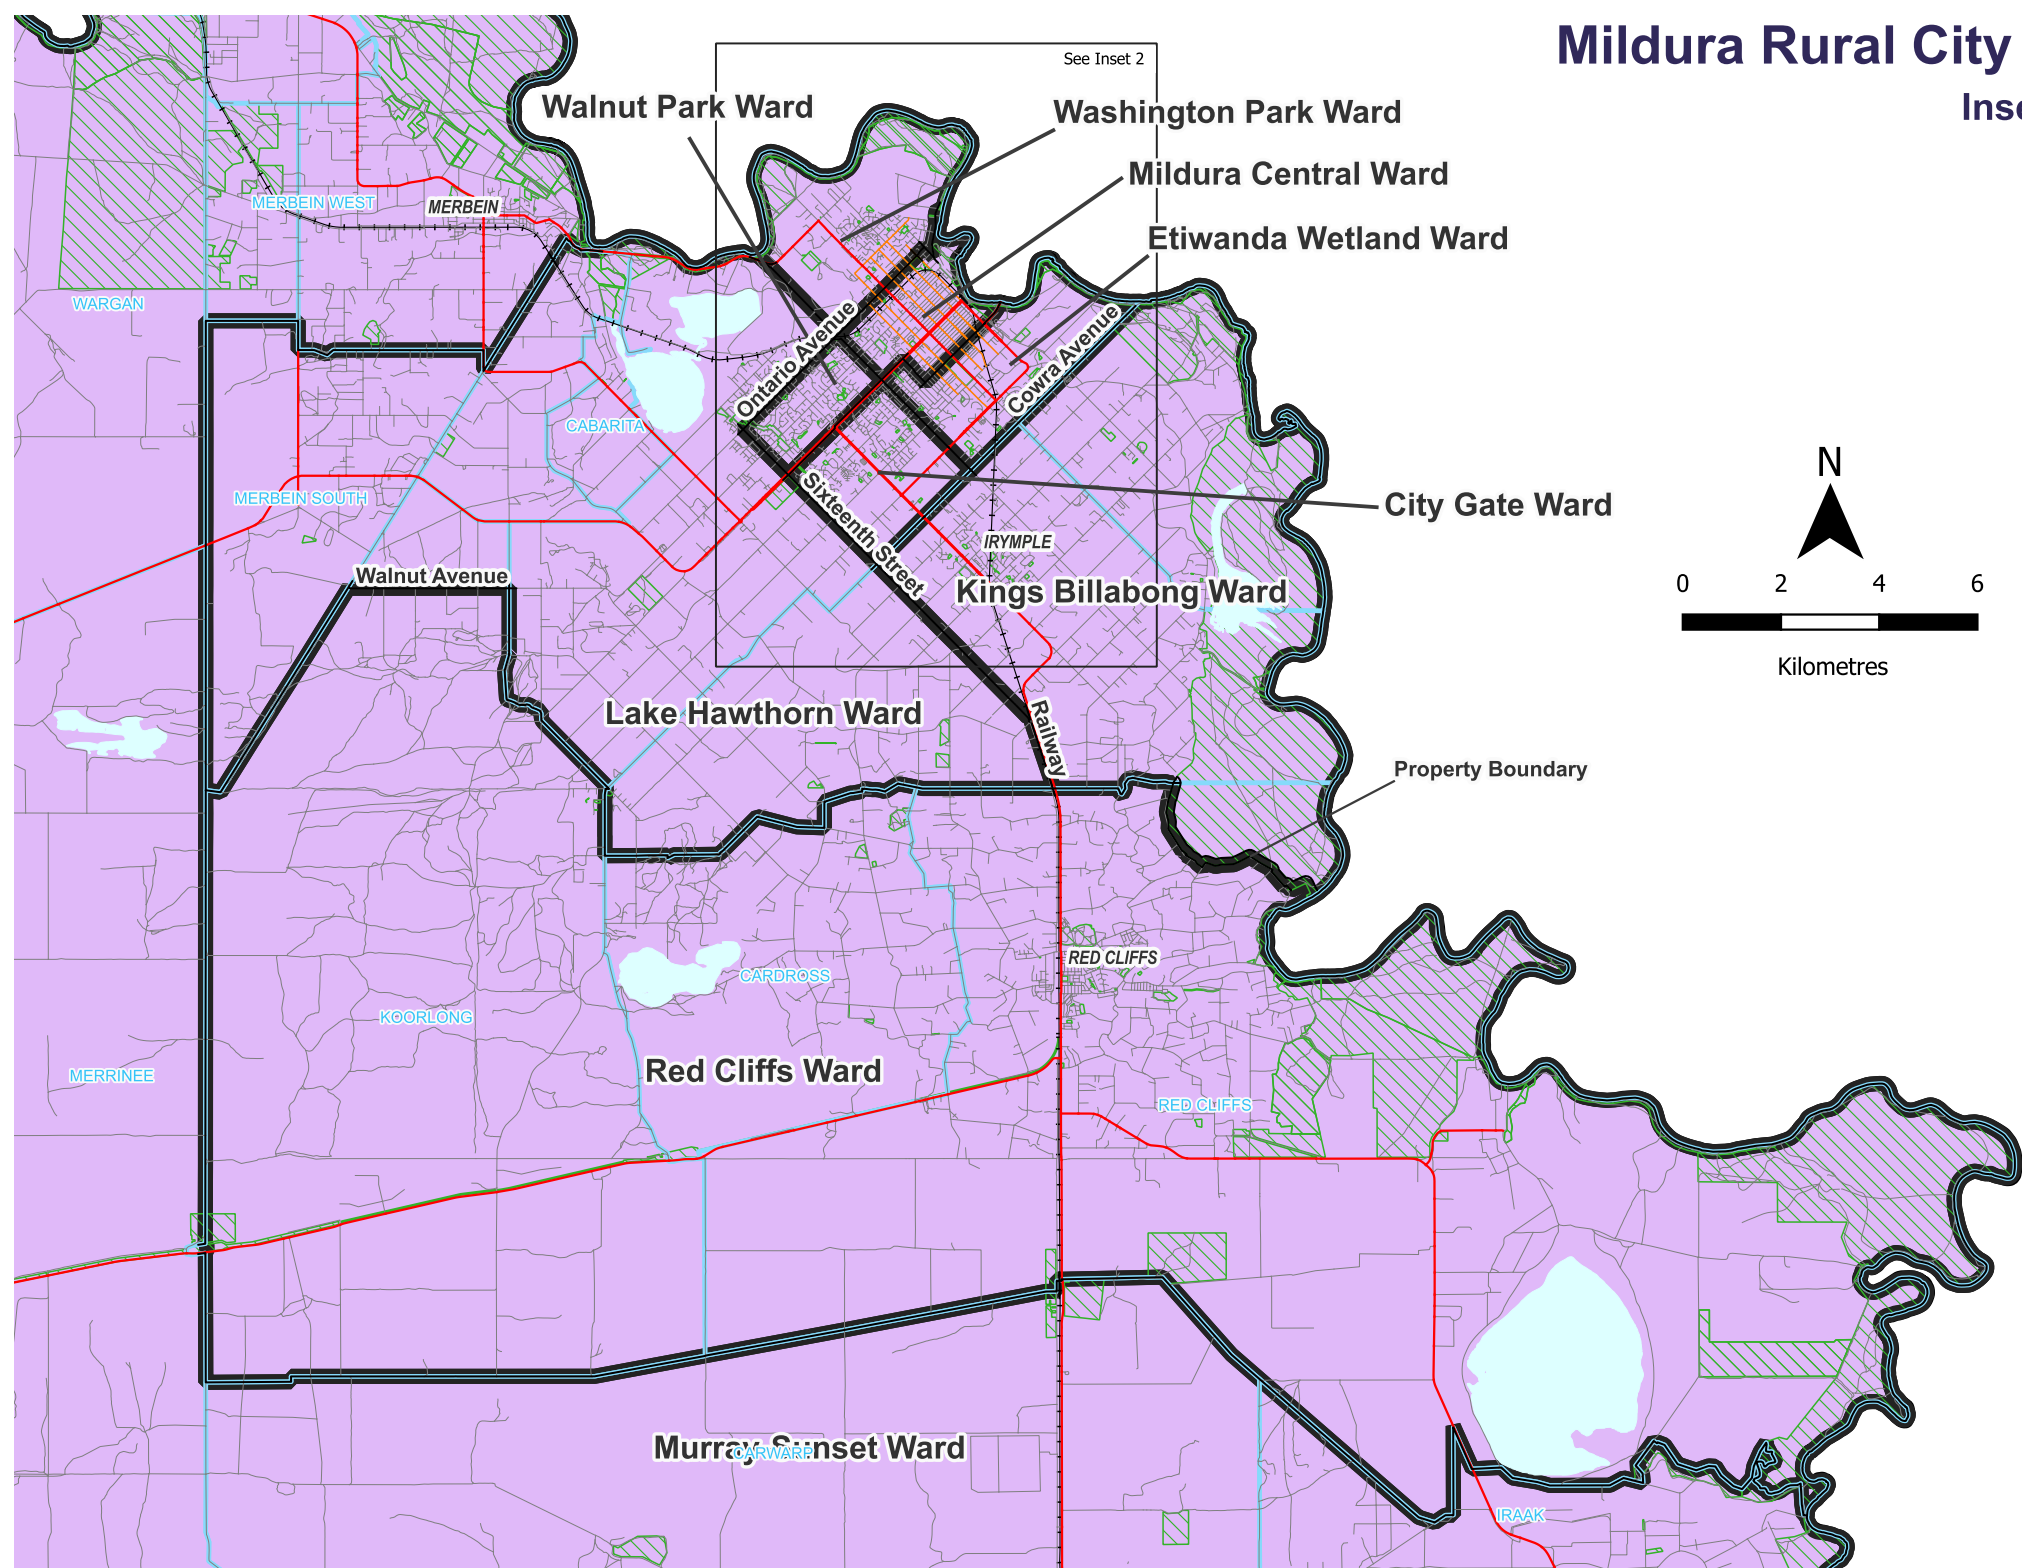 Mildura Rural City
See Inset 2
Walnut Park Ward
Washington Park Ward
Mildura Central Ward
MERBEIN WEST
MERBEIN
Etiwanda Wetland Ward
WARGAN
Ontario Avenue
Cowra Avenue
CABARITA
N
MERBEIN SOUTH
City Gate Ward
Sixteenth Street
IRYMPLE
Walnut Avenue
Kings Billabong Ward
0 2 4 6
Kilometres
Lake Hawthorn Ward
Railway
Property Boundary
RED CLIFFS
CARDROSS
KOORLONG
Red Cliffs Ward
MERRINEE
RED CLIFFS
Murray Sunset Ward
CARWARP
IRAAK